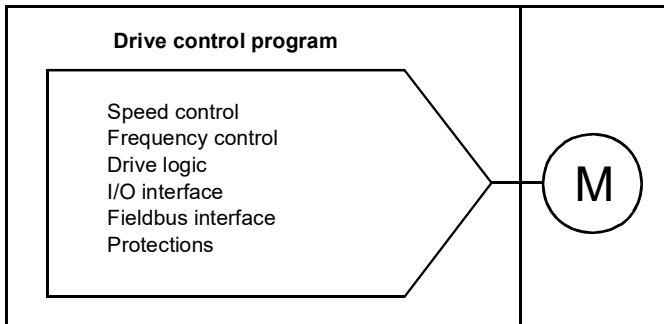 Drive control program
Speed control
Frequency control
Drive logic
I/O interface
Fieldbus interface
Protections
M